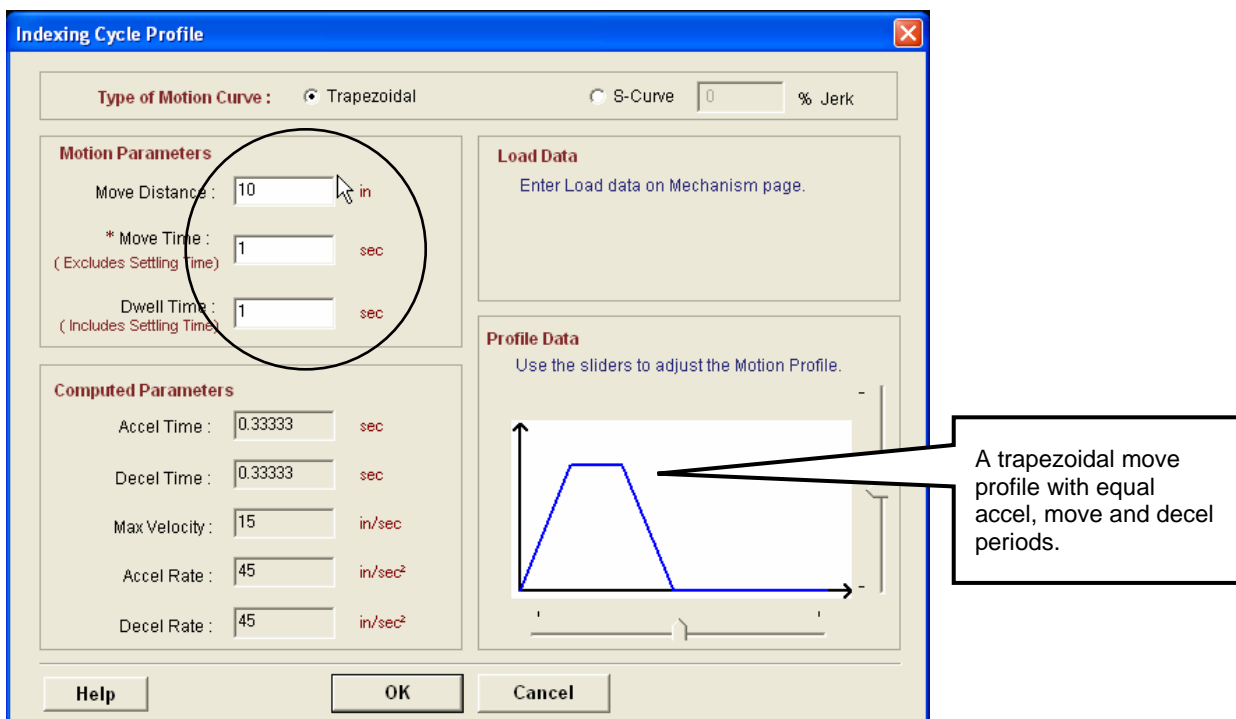 Indexing Cycle Profile
Type of Motion Curve : Trapezoidal S-Curve 0 % Jerk
Motion Parameters
Move Distance : 10 in
* Move Time : 1 sec
( Excludes Settling Time)
Dwell Time : 1 sec
( Includes Settling Time)
Computed Parameters
Accel Time : 0.33333 sec
Decel Time : 0.33333 sec
Max Velocity : 15 in/sec
Accel Rate : 45 in/sec²
Decel Rate : 45 in/sec²
Load Data
Enter Load data on Mechanism page.
Profile Data
Use the sliders to adjust the Motion Profile.
A trapezoidal move
profile with equal
accel, move and decel
periods.
Help OK Cancel